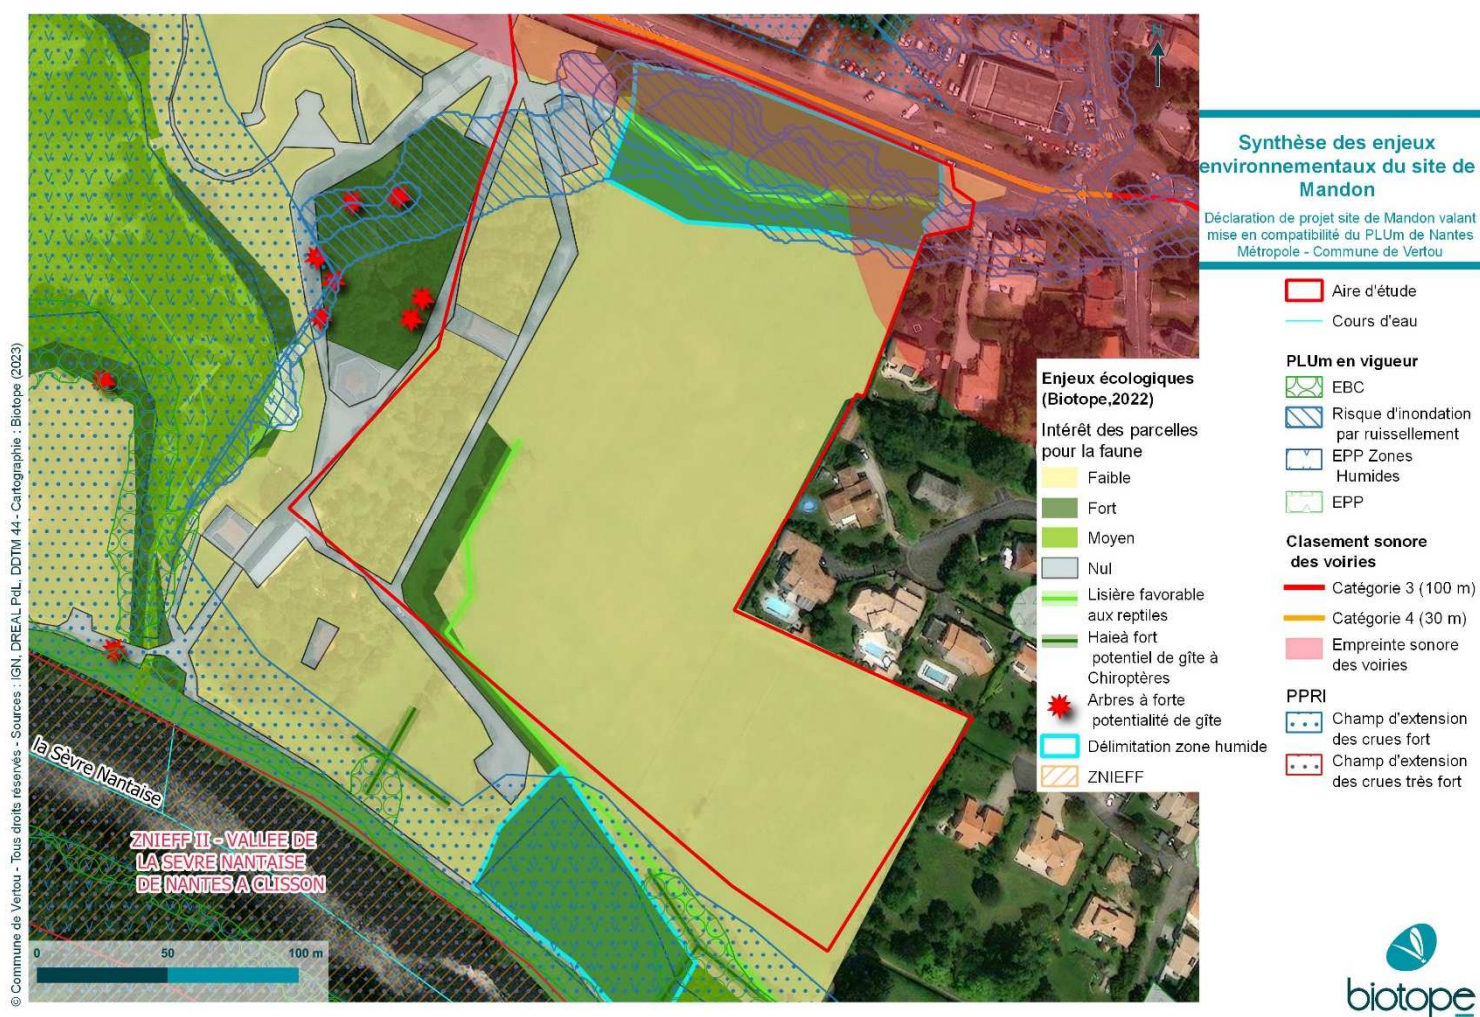 N
Synthèse des enjeux
environnementaux du site de
Mandon
Déclaration de projet site de Mandon valant
mise en compatibilité du PLUm de Nantes
Métropole - Commune de Vertou
Aire d'étude
Cours d'eau
PLUm en vigueur
EBC
Risque d'inondation
par ruissellement
EPP Zones
Humides
EPP
Clasement sonore
des voiries
Catégorie 3 (100 m)
Catégorie 4 (30 m)
Empreinte sonore
des voiries
PPRI
Champ d'extension
des crues fort
Champ d'extension
des crues très fort
Enjeux écologiques
(Biotope,2022)
Intérêt des parcelles
pour la faune
Faible
Fort
Moyen
Nul
Lisière favorable
aux reptiles
Haieà fort
potentiel de gîte à
Chiroptères
Arbres à forte
potentialité de gîte
Délimitation zone humide
ZNIEFF
la Sèvre Nantaise
ZNIEFF II - VALLEE DE
LA SEVRE NANTAISE
DE NANTES A CLISSON
0 50 100 m
© Commune de Vertou - Tous droits réservés - Sources : IGN, DREAL PdL, DDTM 44 - Cartographie : Biotope (2023)
biotope